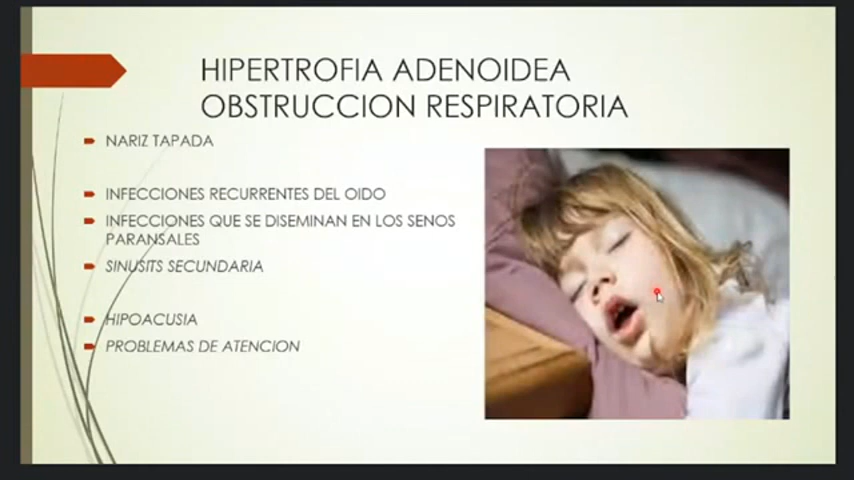 HIPERTROFIA ADENOIDEA
OBSTRUCCION RESPIRATORIA
NARIZ TAPADA
INFECCIONES RECURRENTES DEL OIDO
INFECCIONES QUE SE DISEMINAN EN LOS SENOS
PARANSALES
SINUSITS SECUNDARIA
HIPOACUSIA
PROBLEMAS DE ATENCION